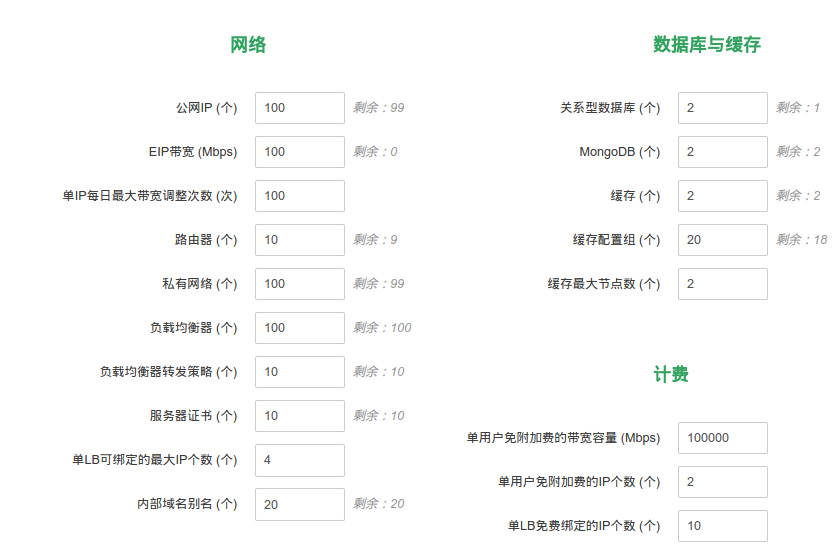 网络
公网IP (个) 100 剩余：99
EIP带宽 (Mbps) 100 剩余：0
单IP每日最大带宽调整次数 (次) 100
路由器 (个) 10 剩余：9
私有网络 (个) 100 剩余：99
负载均衡器 (个) 100 剩余：100
负载均衡器转发策略 (个) 10 剩余：10
服务器证书 (个) 10 剩余：10
单LB可绑定的最大IP个数 (个) 4
内部域名别名 (个) 20 剩余：20
数据库与缓存
关系型数据库 (个) 2 剩余：1
MongoDB (个) 2 剩余：2
缓存 (个) 2 剩余：2
缓存配置组 (个) 20 剩余：18
缓存最大节点数 (个) 2
计费
单用户免附加费的带宽容量 (Mbps) 100000
单用户免附加费的IP个数 (个) 2
单LB免费绑定的IP个数 (个) 10